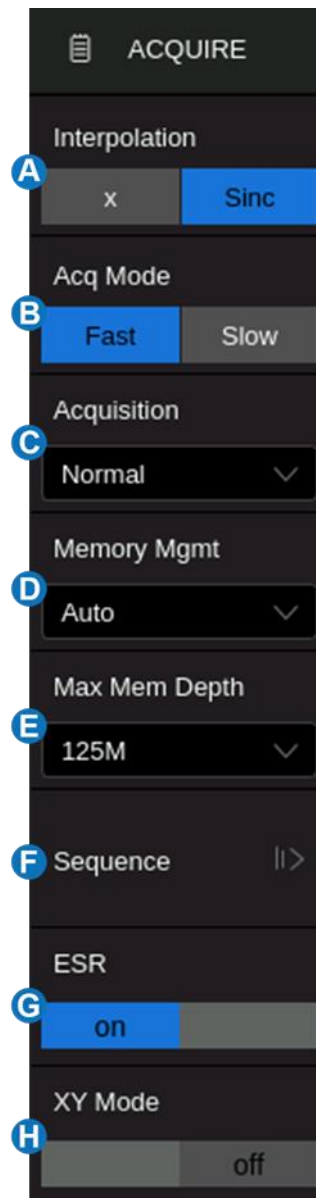 ACQUIRE
Interpolation
A
x Sinc
Acq Mode
B
Fast Slow
Acquisition
C
Normal
Memory Mgmt
D
Auto
Max Mem Depth
E
125M
F Sequence
ESR
G
on
XY Mode
H
off